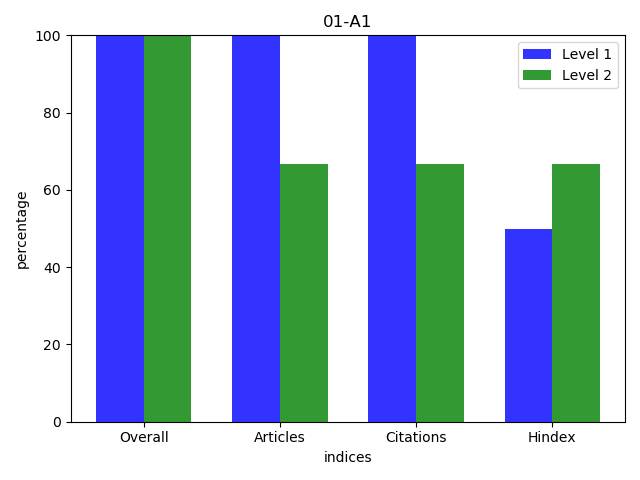 01-A1
Level 1
Level 2
percentage
100
80
60
40
20
0
Overall
Articles
Citations
Hindex
indices